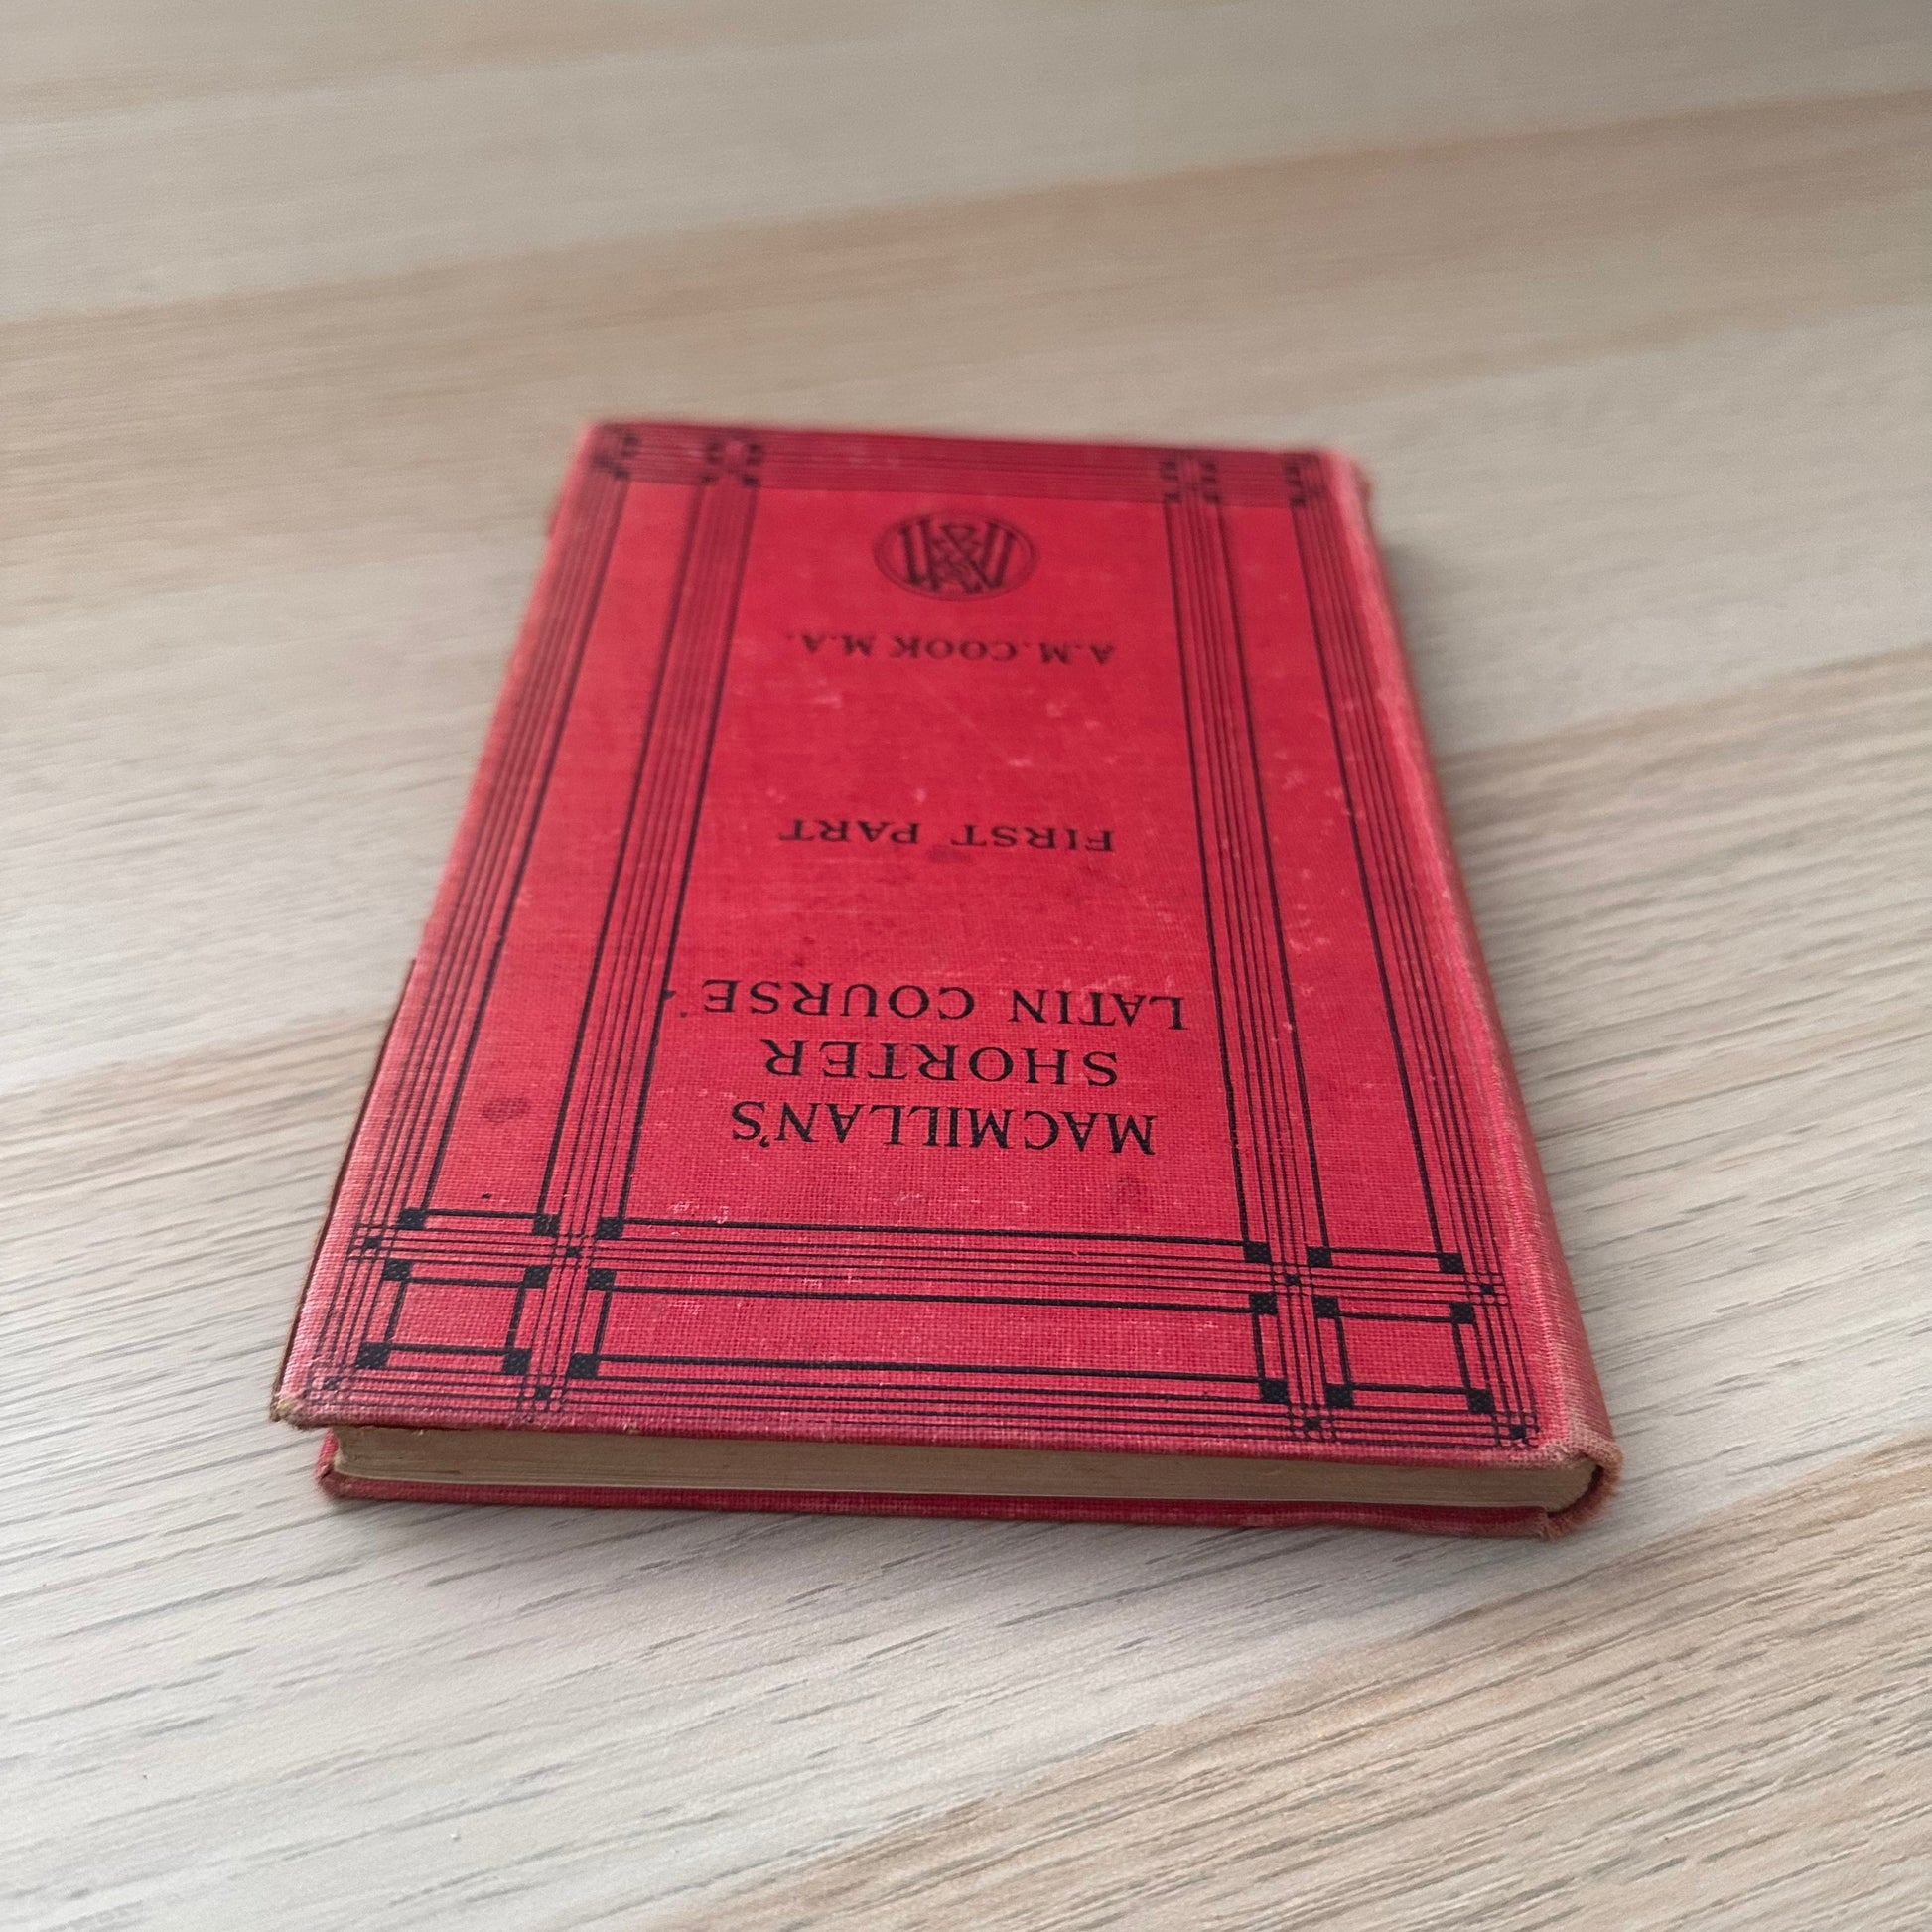 MACMILLAN'S
SHORTER
LATIN COURSE
FIRST PART
A.M. COOK M.A.